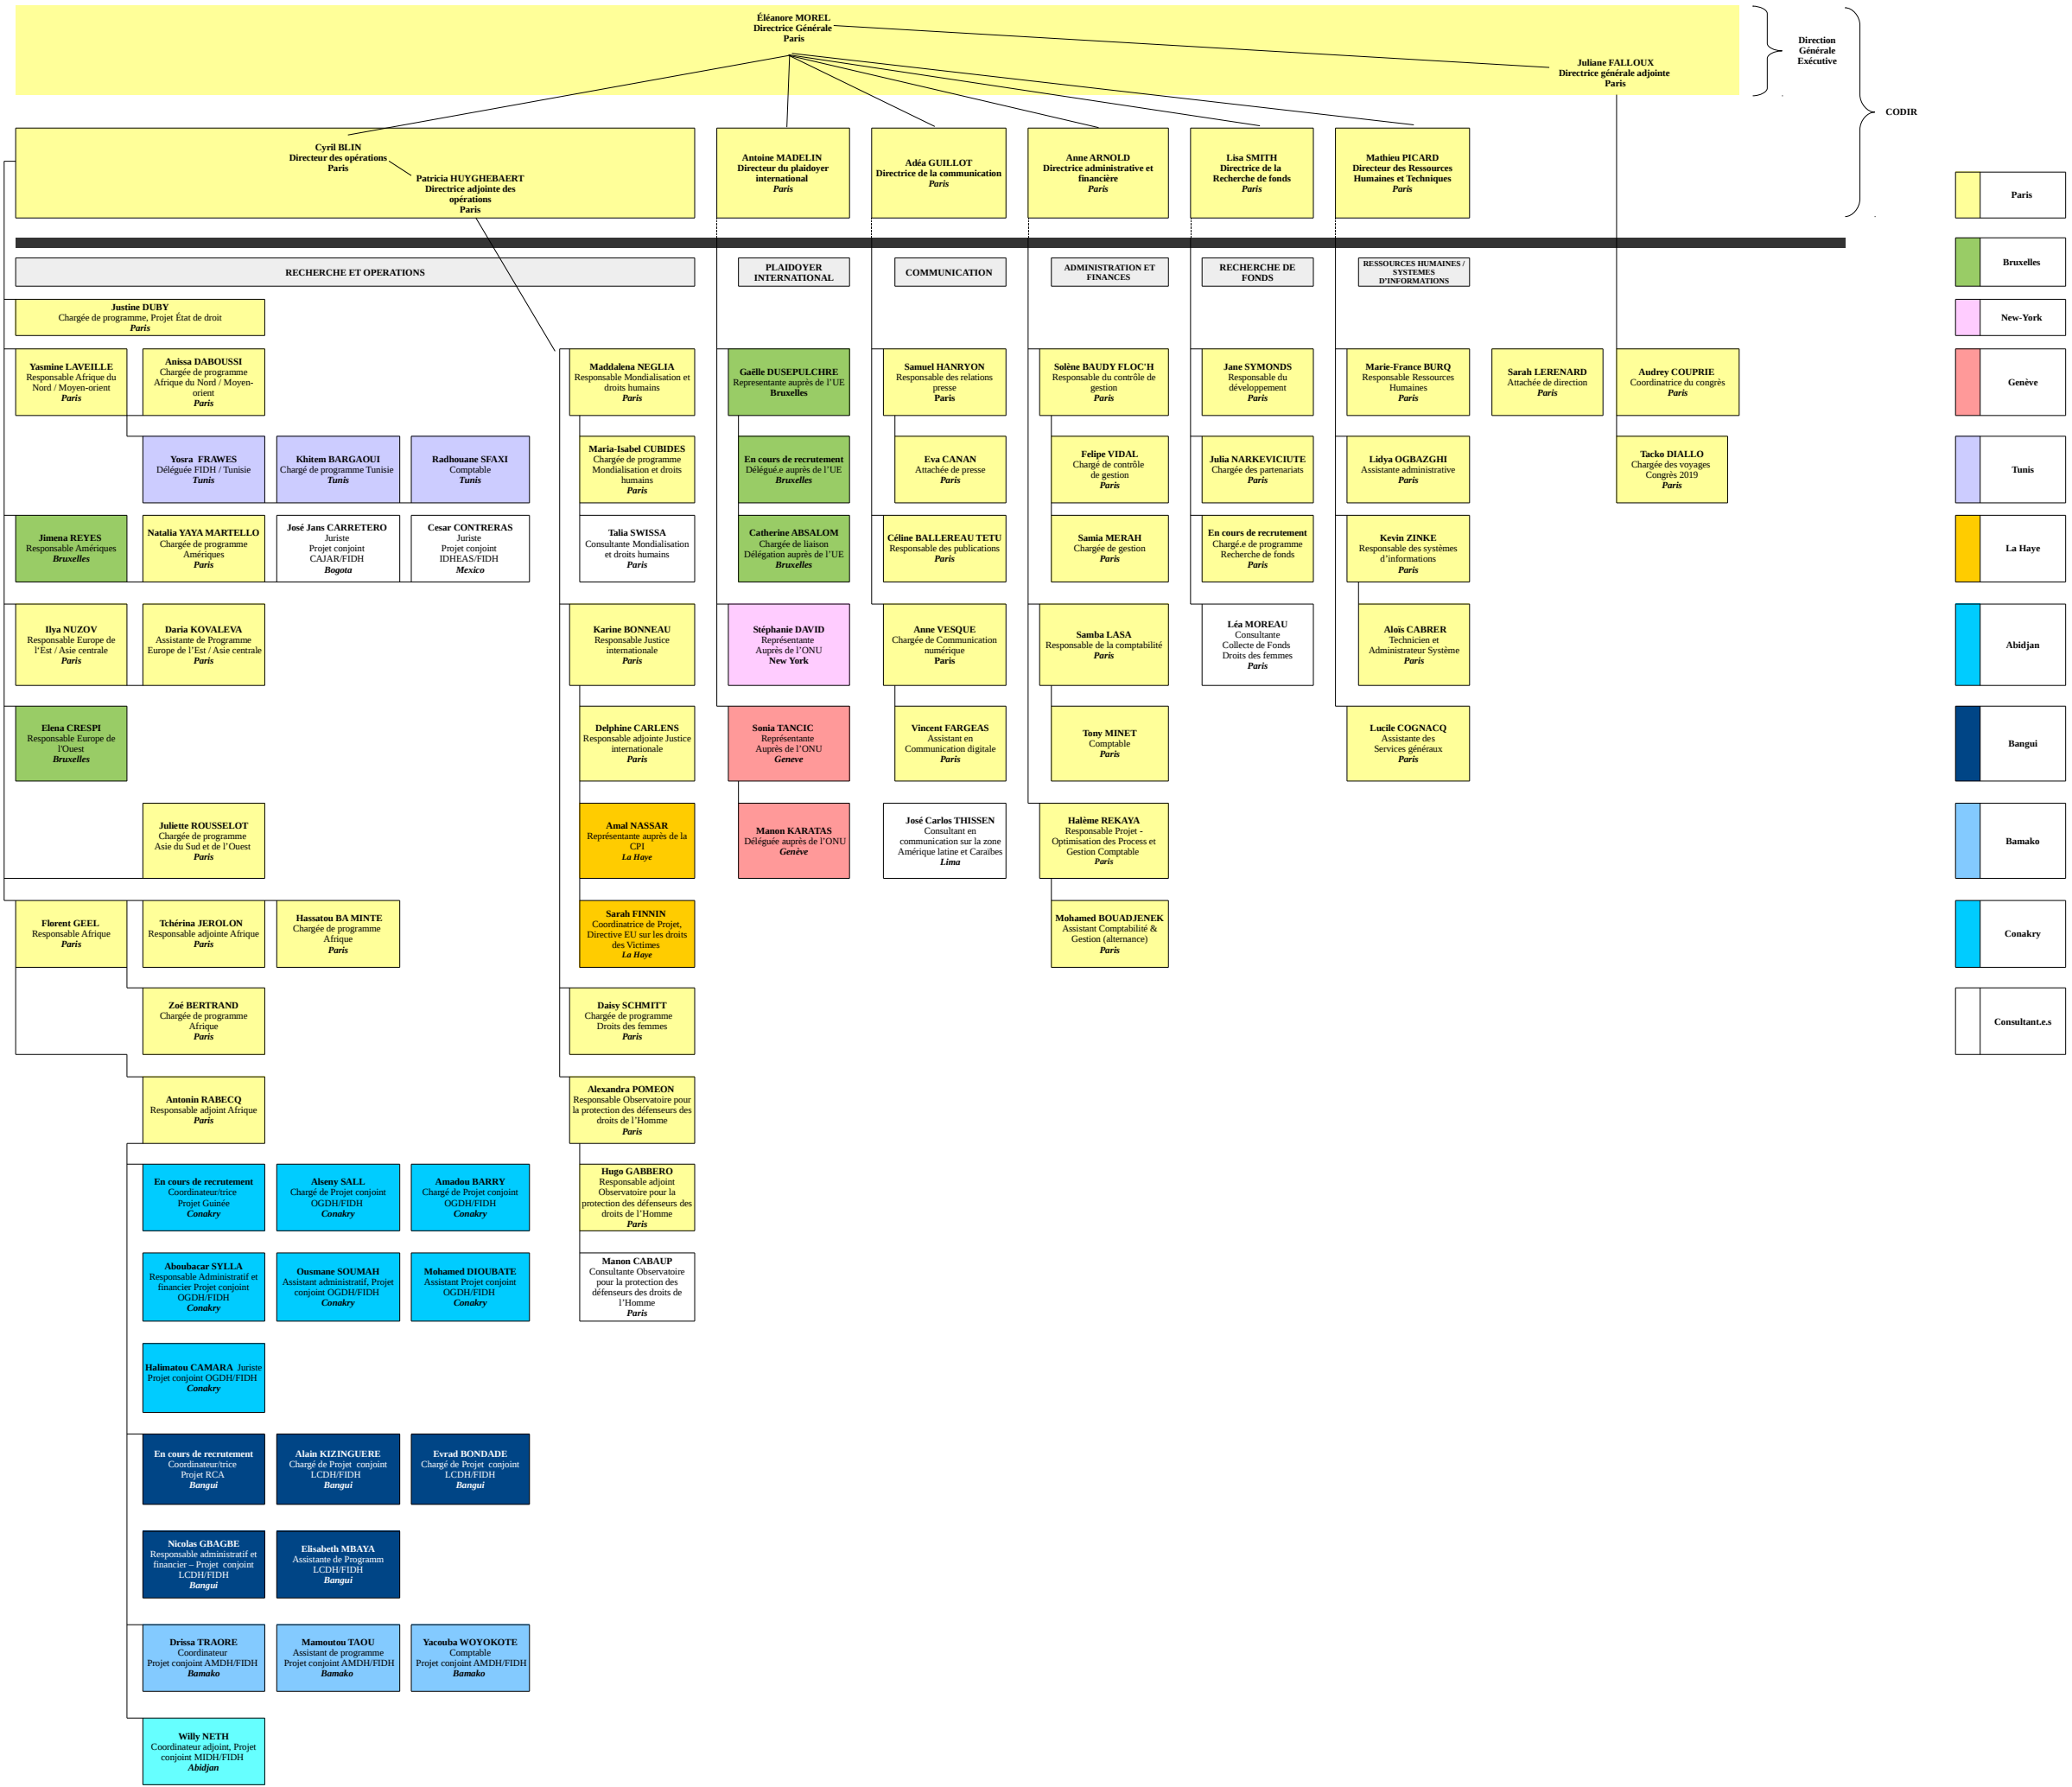 Éléanore MOREL
Directrice Générale
Paris
Juliane FALLOUX
Directrice générale adjointe
Paris
Direction
Générale
Exécutive
CODIR
Cyril BLIN
Directeur des opérations
Paris
Patricia HUYGHEBAERT
Directrice adjointe des
opérations
Paris
Antoine MADELIN
Directeur du plaidoyer
international
Paris
Adéa GUILLOT
Directrice de la communication
Paris
Anne ARNOLD
Directrice administrative et
financière
Paris
Lisa SMITH
Directrice de la
Recherche de fonds
Paris
Mathieu PICARD
Directeur des Ressources
Humaines et Techniques
Paris
Paris
Bruxelles
New-York
Genève
Tunis
La Haye
Abidjan
Bangui
Bamako
Conakry
Consultant.e.s
RECHERCHE ET OPERATIONS
PLAIDOYER
INTERNATIONAL
COMMUNICATION
ADMINISTRATION ET
FINANCES
RECHERCHE DE
FONDS
RESSOURCES HUMAINES /
SYSTEMES
D'INFORMATIONS
Justine DUBY
Chargée de programme, Projet État de droit
Paris
Yasmine LAVEILLE
Responsable Afrique du
Nord / Moyen-orient
Paris
Anissa DABOUSSI
Chargée de programme
Afrique du Nord / Moyen-
orient
Paris
Maddalena NEGLIA
Responsable Mondialisation et
droits humains
Paris
Gaëlle DUSEPULCHRE
Representante auprès de l'UE
Bruxelles
Samuel HANRYON
Responsable des relations
presse
Paris
Solène BAUDY FLOC'H
Responsable du contrôle de
gestion
Paris
Jane SYMONDS
Responsable du
développement
Paris
Marie-France BURQ
Responsable Ressources
Humaines
Paris
Sarah LERENARD
Attachée de direction
Paris
Audrey COUPRIE
Coordinatrice du congrès
Paris
Yosra FRAWES
Déléguée FIDH / Tunisie
Tunis
Khitem BARGAOUI
Chargé de programme Tunisie
Tunis
Radhouane SFAXI
Comptable
Tunis
Maria-Isabel CUBIDES
Chargée de programme
Mondialisation et droits
humains
Paris
En cours de recrutement
Délégué.e auprès de l'UE
Bruxelles
Eva CANAN
Attachée de presse
Paris
Felipe VIDAL
Chargé de contrôle
de gestion
Paris
Julia NARKEVICIUTE
Chargée des partenariats
Paris
Lidya OGBAZGHI
Assistante administrative
Paris
Tacko DIALLO
Chargée des voyages
Congrès 2019
Paris
Jimena REYES
Responsable Amériques
Bruxelles
Natalia YAYA MARTELLO
Chargée de programme
Amériques
Paris
José Jans CARRETERO
Juriste
Projet conjoint
CAJAR/FIDH
Bogota
Cesar CONTRERAS
Juriste
Projet conjoint
IDHEAS/FIDH
Mexico
Talia SWISSA
Consultante Mondialisation
et droits humains
Paris
Catherine ABSALOM
Chargée de liaison
Délégation auprès de l'UE
Bruxelles
Céline BALLEREAU TETU
Responsable des publications
Paris
Samia MERAH
Chargée de gestion
Paris
En cours de recrutement
Chargé.e de programme
Recherche de fonds
Paris
Kevin ZINKE
Responsable des systèmes
d'informations
Paris
Ilya NUZOV
Responsable Europe de
l'Est / Asie centrale
Paris
Daria KOVALEVA
Assistante de Programme
Europe de l'Est / Asie centrale
Paris
Karine BONNEAU
Responsable Justice
internationale
Paris
Stéphanie DAVID
Représentante
Auprès de l'ONU
New York
Anne VESQUE
Chargée de Communication
numérique
Paris
Samba LASA
Responsable de la comptabilité
Paris
Léa MOREAU
Consultante
Collecte de Fonds
Droits des femmes
Paris
Aloïs CABRER
Technicien et
Administrateur Système
Paris
Elena CRESPI
Responsable Europe de
l'Ouest
Bruxelles
Delphine CARLENS
Responsable adjointe Justice
internationale
Paris
Sonia TANCIC
Représentante
Auprès de l'ONU
Geneve
Vincent FARGEAS
Assistant en
Communication digitale
Paris
Tony MINET
Comptable
Paris
Lucile COGNACQ
Assistante des
Services généraux
Paris
Juliette ROUSSELOT
Chargée de programme
Asie du Sud et de l'Ouest
Paris
Amal NASSAR
Représentante auprès de la
CPI
La Haye
Manon KARATAS
Déléguée auprès de l'ONU
Genève
José Carlos THISSEN
Consultant en
communication sur la zone
Amérique latine et Caraïbes
Lima
Halème REKAYA
Responsable Projet -
Optimisation des Process et
Gestion Comptable
Paris
Florent GEEL
Responsable Afrique
Paris
Tchérina JEROLON
Responsable adjointe Afrique
Paris
Hassatou BA MINTE
Chargée de programme
Afrique
Paris
Sarah FINNIN
Coordinatrice de Projet,
Directive EU sur les droits
des Victimes
La Haye
Mohamed BOUADJENEK
Assistant Comptabilité &
Gestion (alternance)
Paris
Zoé BERTRAND
Chargée de programme
Afrique
Paris
Daisy SCHMITT
Chargée de programme
Droits des femmes
Paris
Antonin RABECQ
Responsable adjoint Afrique
Paris
Alexandra POMEON
Responsable Observatoire pour
la protection des défenseurs des
droits de l'Homme
Paris
En cours de recrutement
Coordinateur/trice
Projet Guinée
Conakry
Alseny SALL
Chargé de Projet conjoint
OGDH/FIDH
Conakry
Amadou BARRY
Chargé de Projet conjoint
OGDH/FIDH
Conakry
Hugo GABBERO
Responsable adjoint
Observatoire pour la
protection des défenseurs des
droits de l'Homme
Paris
Aboubacar SYLLA
Responsable Administratif et
financier Projet conjoint
OGDH/FIDH
Conakry
Ousmane SOUMAH
Assistant administratif, Projet
conjoint OGDH/FIDH
Conakry
Mohamed DIOUBATE
Assistant Projet conjoint
OGDH/FIDH
Conakry
Manon CABAUP
Consultante Observatoire
pour la protection des
défenseurs des droits de
l'Homme
Paris
Halimatou CAMARA Juriste
Projet conjoint OGDH/FIDH
Conakry
En cours de recrutement
Coordinateur/trice
Projet RCA
Bangui
Alain KIZINGUERE
Chargé de Projet conjoint
LCDH/FIDH
Bangui
Evrad BONDADE
Chargé de Projet conjoint
LCDH/FIDH
Bangui
Nicolas GBAGBE
Responsable administratif et
financier – Projet conjoint
LCDH/FIDH
Bangui
Elisabeth MBAYA
Assistante de Programm
LCDH/FIDH
Bangui
Drissa TRAORE
Coordinateur
Projet conjoint AMDH/FIDH
Bamako
Mamoutou TAOU
Assistant de programme
Projet conjoint AMDH/FIDH
Bamako
Yacouba WOYOKOTE
Comptable
Projet conjoint AMDH/FIDH
Bamako
Willy NETH
Coordinateur adjoint, Projet
conjoint MIDH/FIDH
Abidjan